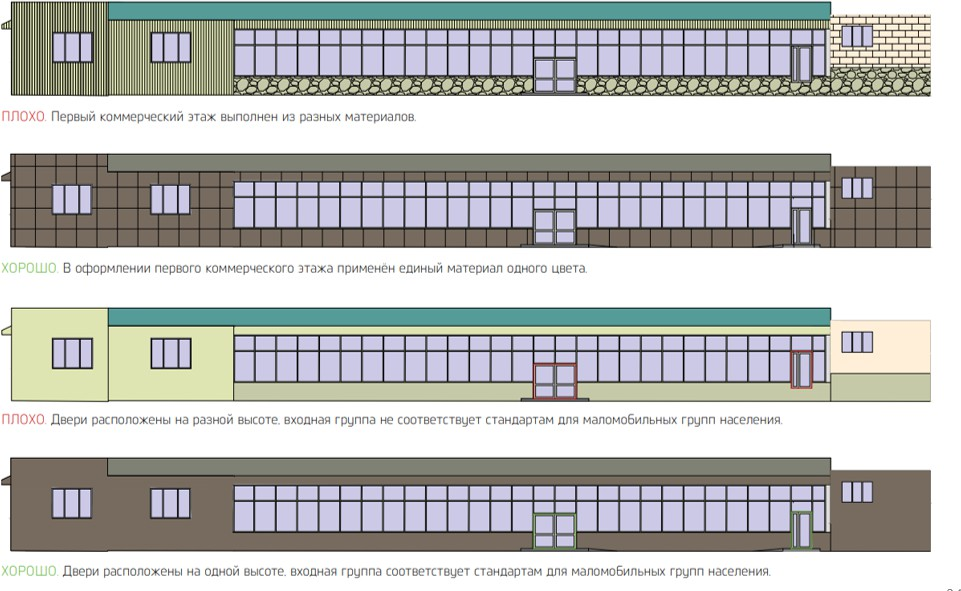 ПЛОХО. Первый коммерческий этаж выполнен из разных материалов.
ХОРОШО. В оформлении первого коммерческого этажа применён единый материал одного цвета.
ПЛОХО. Двери расположены на разной высоте, входная группа не соответствует стандартам для маломобильных групп населения.
ХОРОШО. Двери расположены на одной высоте, входная группа соответствует стандартам для маломобильных групп населения.